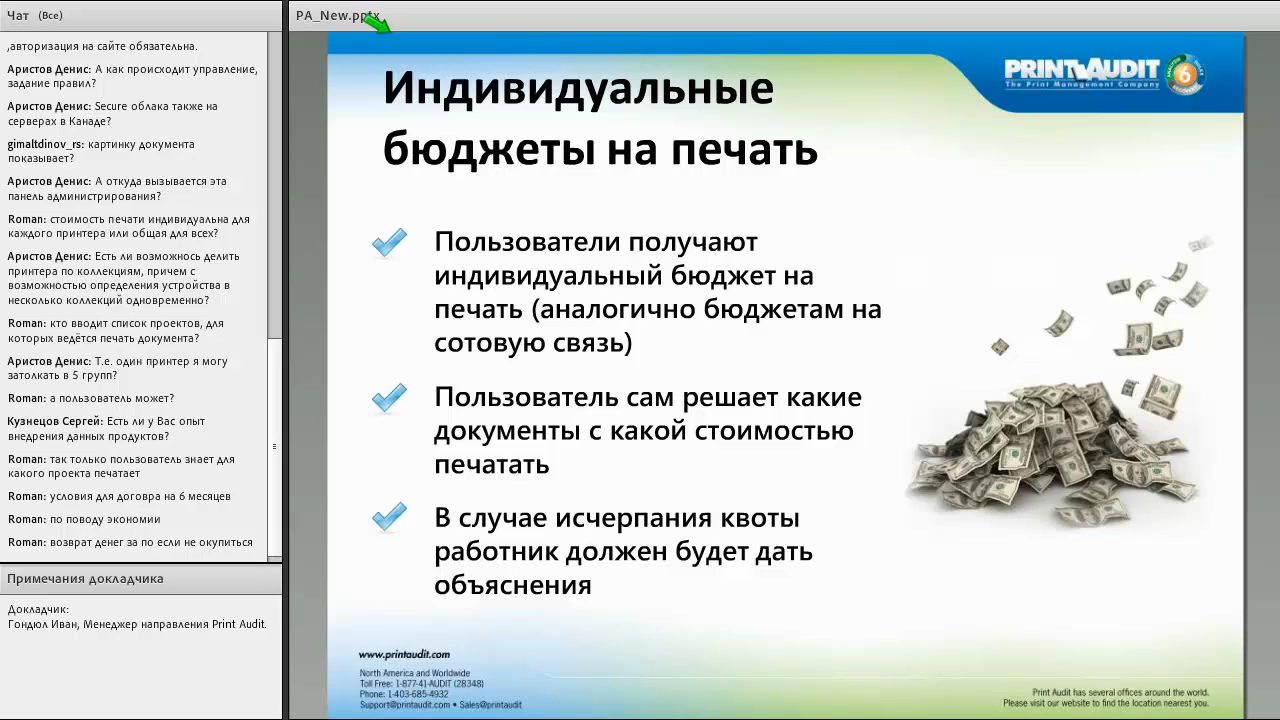 Чат (Все)
,авторизация на сайте обязательна.
Аристов Денис: А как происходит управление,
задание правил?
Аристов Денис: Secure облака также на
серверах в Канаде?
gimaltdinov_rs: картинку документа
показывает?
Аристов Денис: А откуда вызывается эта
панель администрирования?
Roman: стоимость печати индивидуальна для
каждого принтера или общая для всех?
Аристов Денис: Есть ли возможнось делить
принтера по коллекциям, причем с
возможностью определения устройства в
несколько коллекций одновременно?
Roman: кто вводит список проектов, для
которых ведётся печать документа?
Аристов Денис: Т.е. один принтер я могу
затолкать в 5 групп?
Roman: а пользователь может?
Кузнецов Сергей: Есть ли у Вас опыт
внедрения данных продуктов?
Roman: так только пользователь знает для
какого проекта печатает
Roman: условия для договра на 6 месяцев
Roman: по поводу экономии
Roman: возврат денег за по если не окупиться
Примечания докладчика
Докладчик:
Гондюл Иван, Менеджер направления Print Audit.
PA_New.pptx
PRINT AUDIT 6
The Print Management Company
Индивидуальные
бюджеты на печать
Пользователи получают
индивидуальный бюджет на
печать (аналогично бюджетам на
сотовую связь)
Пользователь сам решает какие
документы с какой стоимостью
печатать
В случае исчерпания квоты
работник должен будет дать
объяснения
www.printaudit.com
North America and Worldwide
Toll Free: 1-877-41-AUDIT (28348)
Phone: 1-403-685-4932
Support@printaudit.com • Sales@printaudit
Print Audit has several offices around the world.
Please visit our website to find the location nearest you.